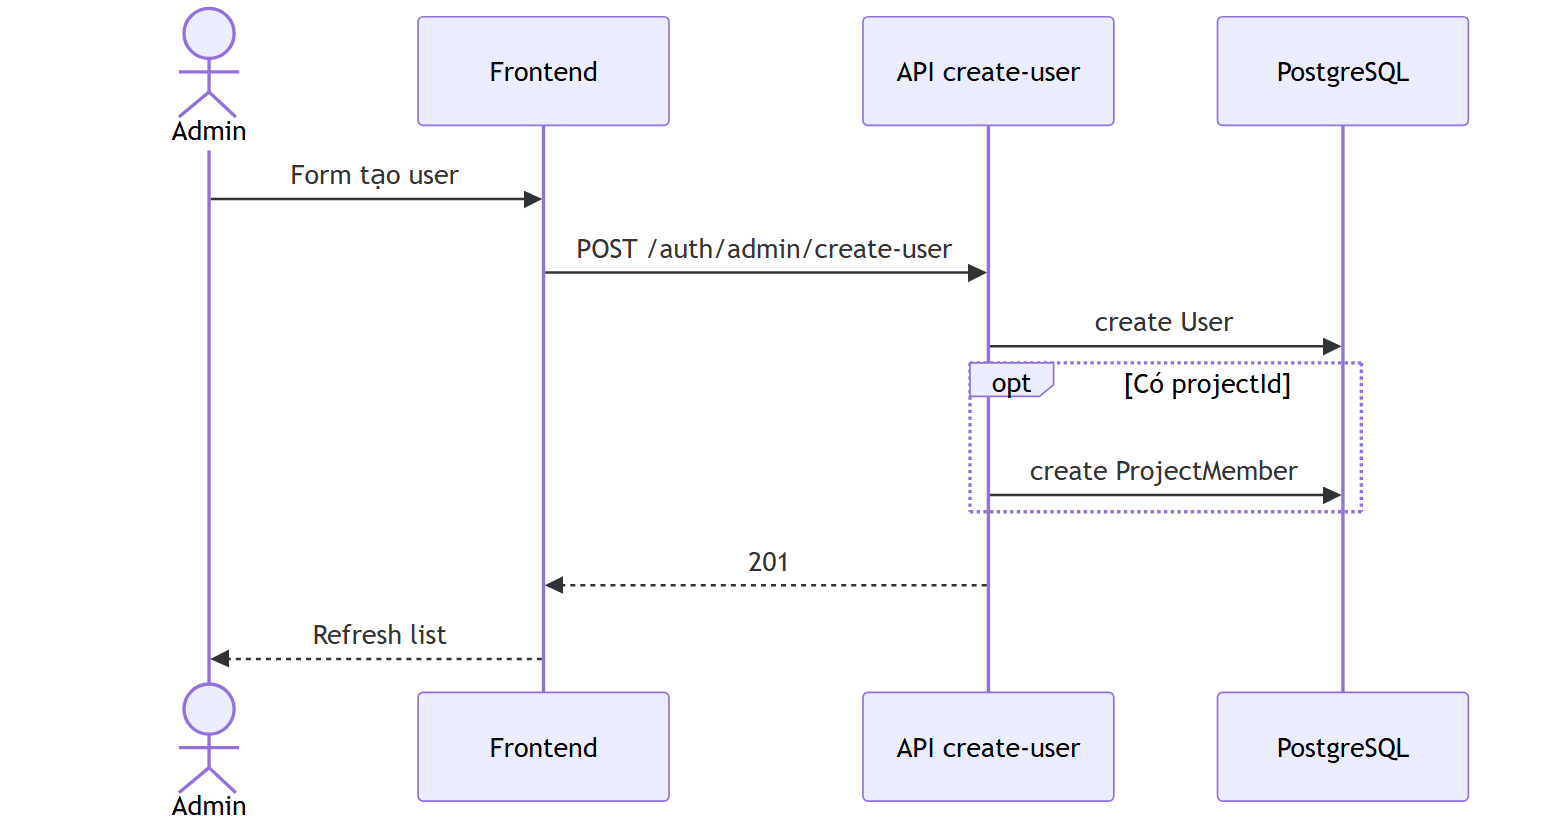 Admin
Frontend
API create-user
PostgreSQL
Form tạo user
POST /auth/admin/create-user
create User
opt
[Có projectId]
create ProjectMember
201
Refresh list
Admin
Frontend
API create-user
PostgreSQL